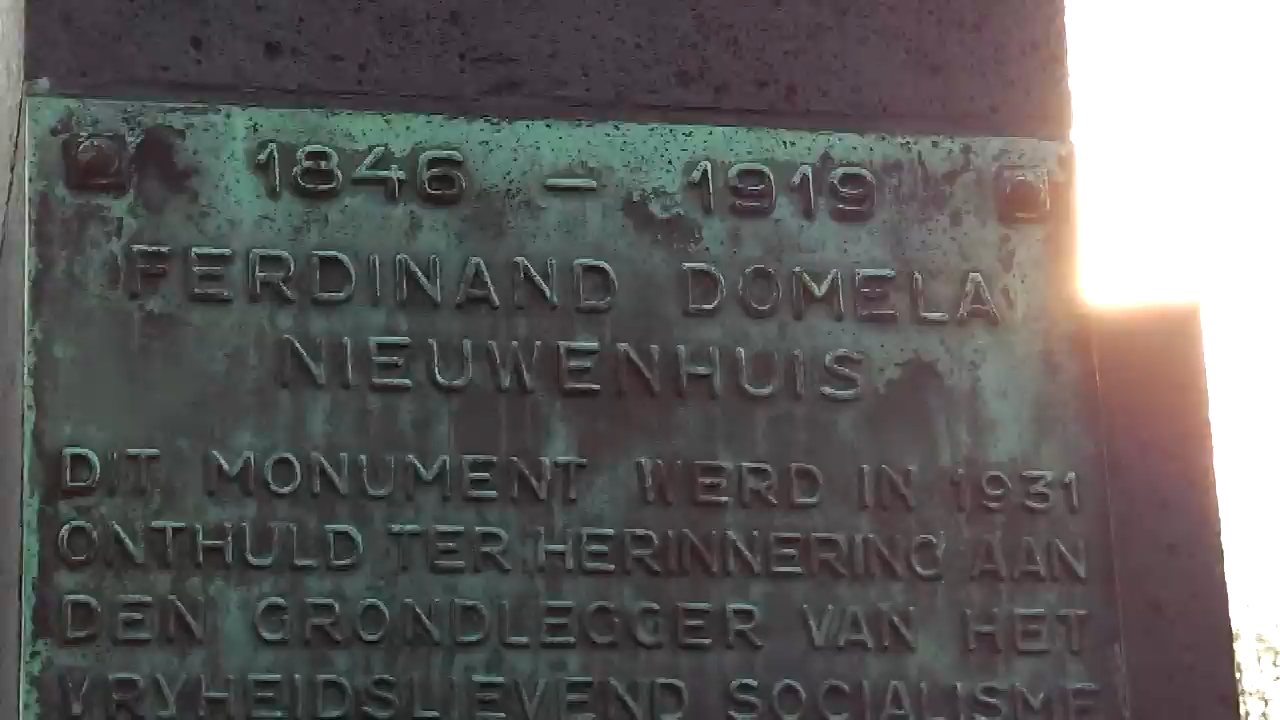 1846 - 1919
FERDINAND DOMELA
NIEUWENHUIS
DIT MONUMENT WERD IN 1931
ONTHULD TER HERINNERING AAN
DEN GRONDLEGGER VAN HET
VRYHEIDSLIEVEND SOCIALISME